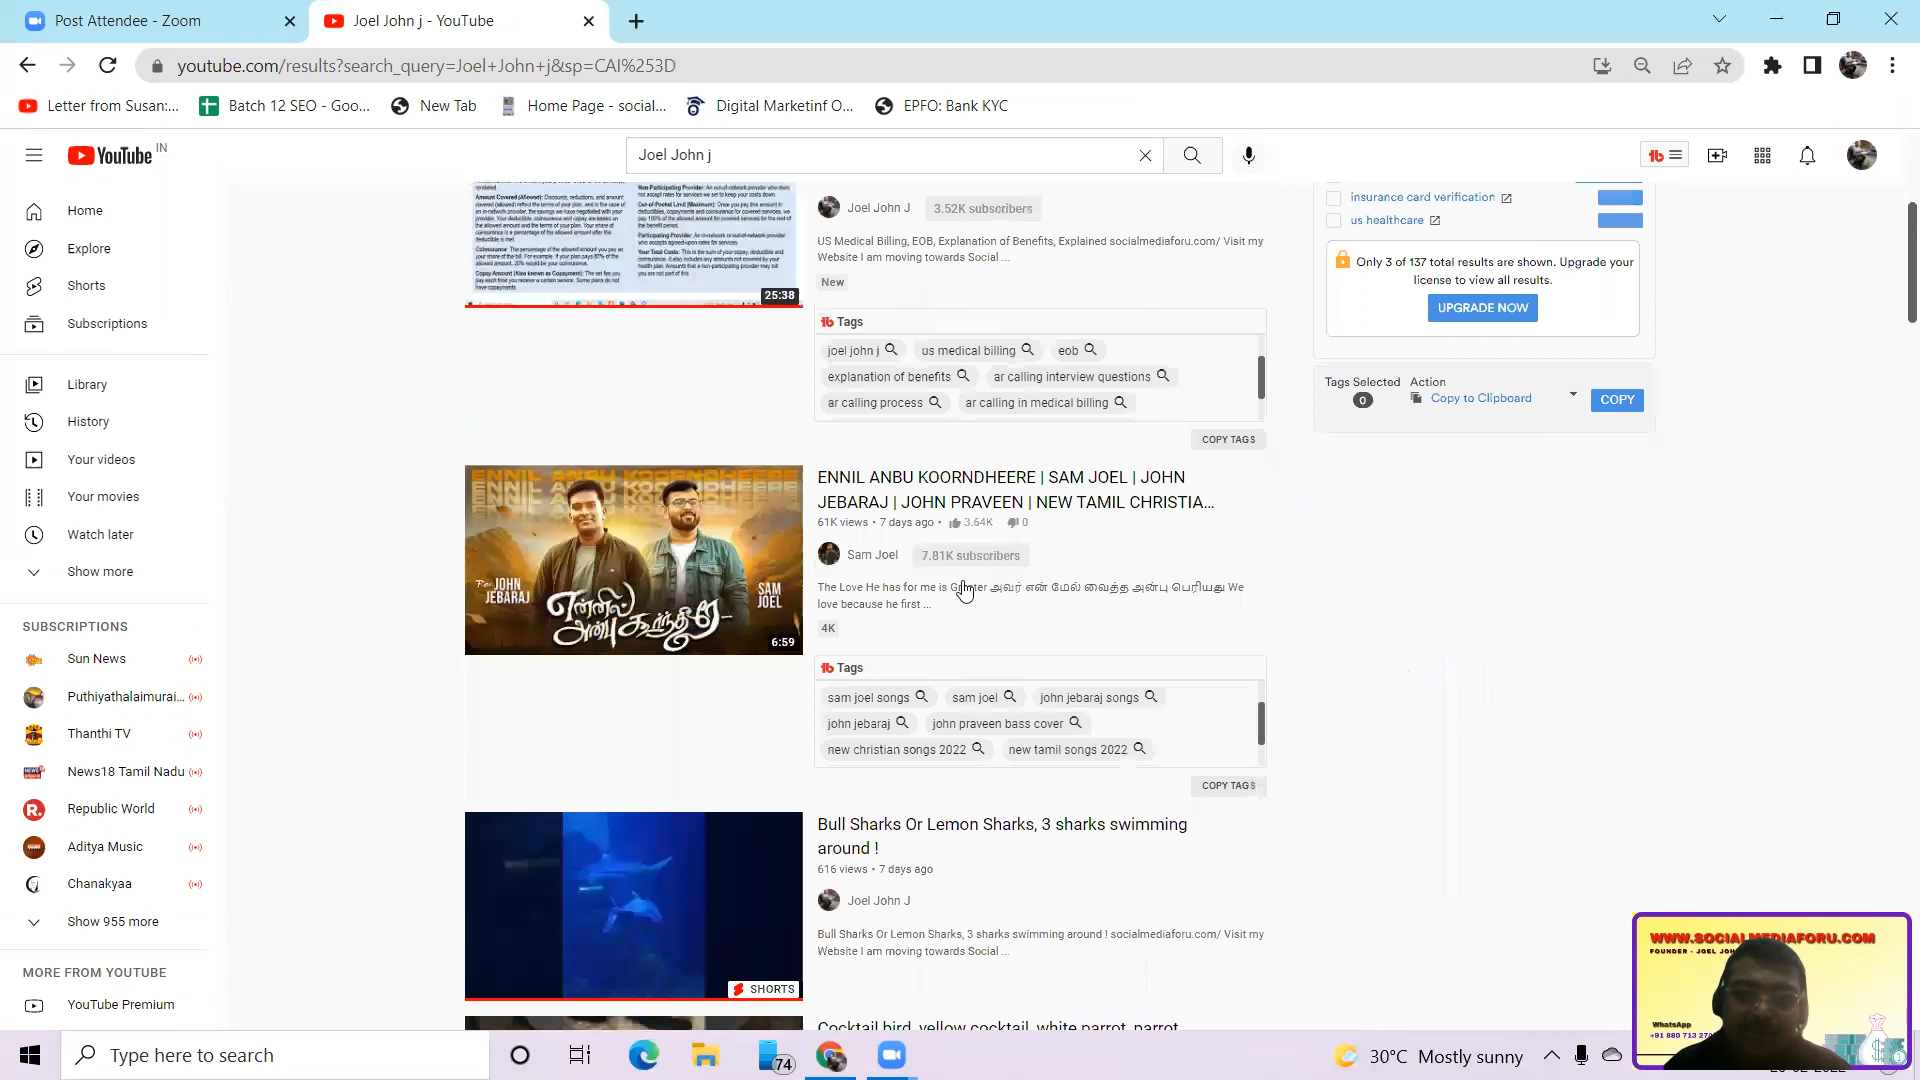 Post Attendee - Zoom
Joel John j - YouTube
youtube.com/results?search_query=Joel+John+j&sp=CAI%253D
Letter from Susan:...
Batch 12 SEO - Goo...
New Tab
Home Page - social...
Digital Marketinf O...
EPFO: Bank KYC
YouTube IN
Joel John j
Home
Explore
Shorts
Subscriptions
Library
History
Your videos
Your movies
Watch later
Show more
SUBSCRIPTIONS
Sun News
Puthiyathalaimurai...
Thanthi TV
News18 Tamil Nadu
Republic World
Aditya Music
Chanakyaa
Show 955 more
MORE FROM YOUTUBE
YouTube Premium
25:38
Joel John J 3.52K subscribers
US Medical Billing, EOB, Explanation of Benefits, Explained socialmediaforu.com/ Visit my
Website I am moving towards Social ...
New
Tags
joel john j us medical billing eob
explanation of benefits ar calling interview questions
ar calling process ar calling in medical billing
COPY TAGS
ENNIL ANBU KOORNDHEERE
JOHN JEBARAJ
SAM JOEL
என்னில் அன்பு கூர்ந்தீரே
6:59
ENNIL ANBU KOORNDHEERE | SAM JOEL | JOHN
JEBARAJ | JOHN PRAVEEN | NEW TAMIL CHRISTIA...
61K views • 7 days ago • 3.64K 0
Sam Joel 7.81K subscribers
The Love He has for me is Greater அவர் என் மேல் வைத்த அன்பு பெரியது We
love because he first ...
4K
Tags
sam joel songs sam joel john jebaraj songs
john jebaraj john praveen bass cover
new christian songs 2022 new tamil songs 2022
COPY TAGS
SHORTS
Bull Sharks Or Lemon Sharks, 3 sharks swimming
around !
616 views • 7 days ago
Joel John J
Bull Sharks Or Lemon Sharks, 3 sharks swimming around ! socialmediaforu.com/ Visit my
Website I am moving towards Social ...
Cocktail bird, yellow cocktail, white parrot, parrot
insurance card verification
us healthcare
Only 3 of 137 total results are shown. Upgrade your
license to view all results.
UPGRADE NOW
Tags Selected Action
0 Copy to Clipboard COPY
WWW.SOCIALMEDIAFORU.COM
FOUNDER - JOEL
WhatsApp
+91 880 713
Type here to search
74
30°C Mostly sunny